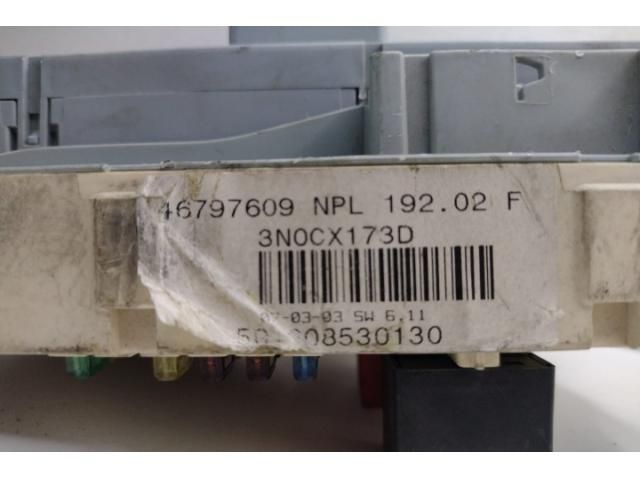 46797609 NPL 192.02 F
3N0CX173D
-03-03 SW 6.11
08530130